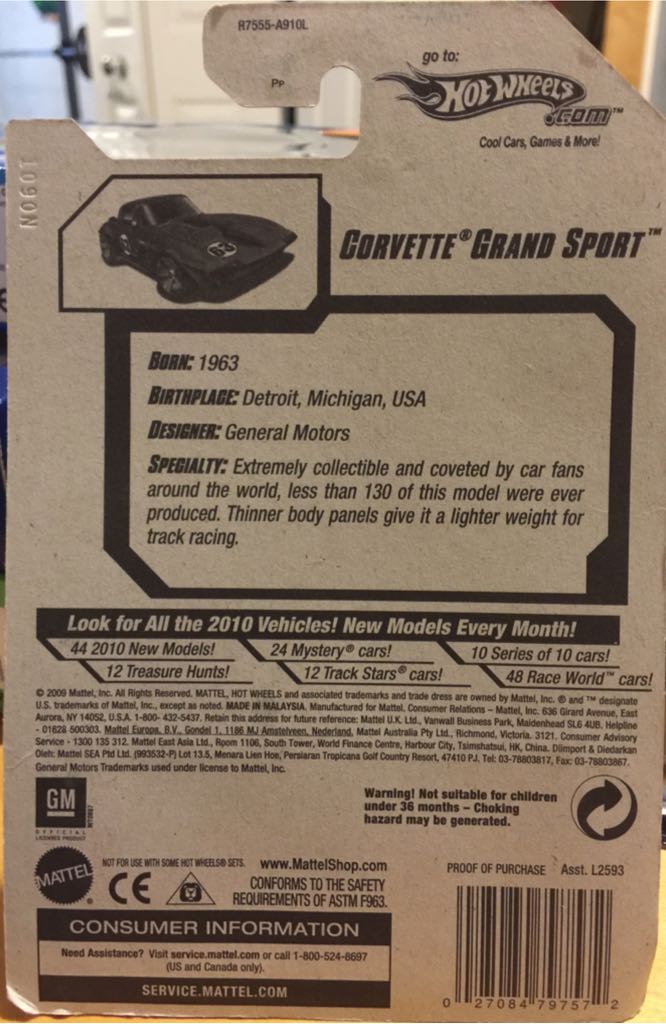 R7555-A910L
Pp
go to:
HOT WHEELS
.COM™
Cool Cars, Games & More!
N060T
63
CORVETTE® GRAND SPORT™
BORN: 1963
BIRTHPLACE: Detroit, Michigan, USA
DESIGNER: General Motors
SPECIALTY: Extremely collectible and coveted by car fans
around the world, less than 130 of this model were ever
produced. Thinner body panels give it a lighter weight for
track racing.
Look for All the 2010 Vehicles! New Models Every Month!
44 2010 New Models! 24 Mystery® cars! 10 Series of 10 cars!
12 Treasure Hunts! 12 Track Stars® cars! 48 Race World™ cars!
© 2009 Mattel, Inc. All Rights Reserved. MATTEL, HOT WHEELS and associated trademarks and trade dress are owned by Mattel, Inc. ® and ™ designate
U.S. trademarks of Mattel, Inc., except as noted. MADE IN MALAYSIA. Manufactured for Mattel. Consumer Relations – Mattel, Inc. 636 Girard Avenue, East
Aurora, NY 14052, U.S.A. 1-800- 432-5437. Retain this address for future reference: Mattel U.K. Ltd., Vanwall Business Park, Maidenhead SL6 4UB. Helpline
- 01628 500303. Mattel Europa, B.V., Gondel 1, 1186 MJ Amstelveen, Nederland. Mattel Australia Pty Ltd., Richmond, Victoria. 3121. Consumer Advisory
Service - 1300 135 312. Mattel East Asia Ltd., Room 1106, South Tower, World Finance Centre, Harbour City, Tsimshatsui, HK, China. Diimport & Diedarkan
Oleh: Mattel SEA Ptd Ltd. (993532-P) Lot 13.5, Menara Lien Hoe, Persiaran Tropicana Golf Country Resort, 47410 PJ. Tel: 03-78803817, Fax: 03-78803867.
General Motors Trademarks used under license to Mattel, Inc.
GM
OFFICIAL
LICENSED PRODUCT
Warning! Not suitable for children
under 36 months – Choking
hazard may be generated.
MATTEL
NOT FOR USE WITH SOME HOT WHEELS® SETS.
CE
www.MattelShop.com
CONFORMS TO THE SAFETY
REQUIREMENTS OF ASTM F963.
PROOF OF PURCHASE Asst. L2593
CONSUMER INFORMATION
Need Assistance? Visit service.mattel.com or call 1-800-524-8697
(US and Canada only).
SERVICE.MATTEL.COM
0 27084 79757 2